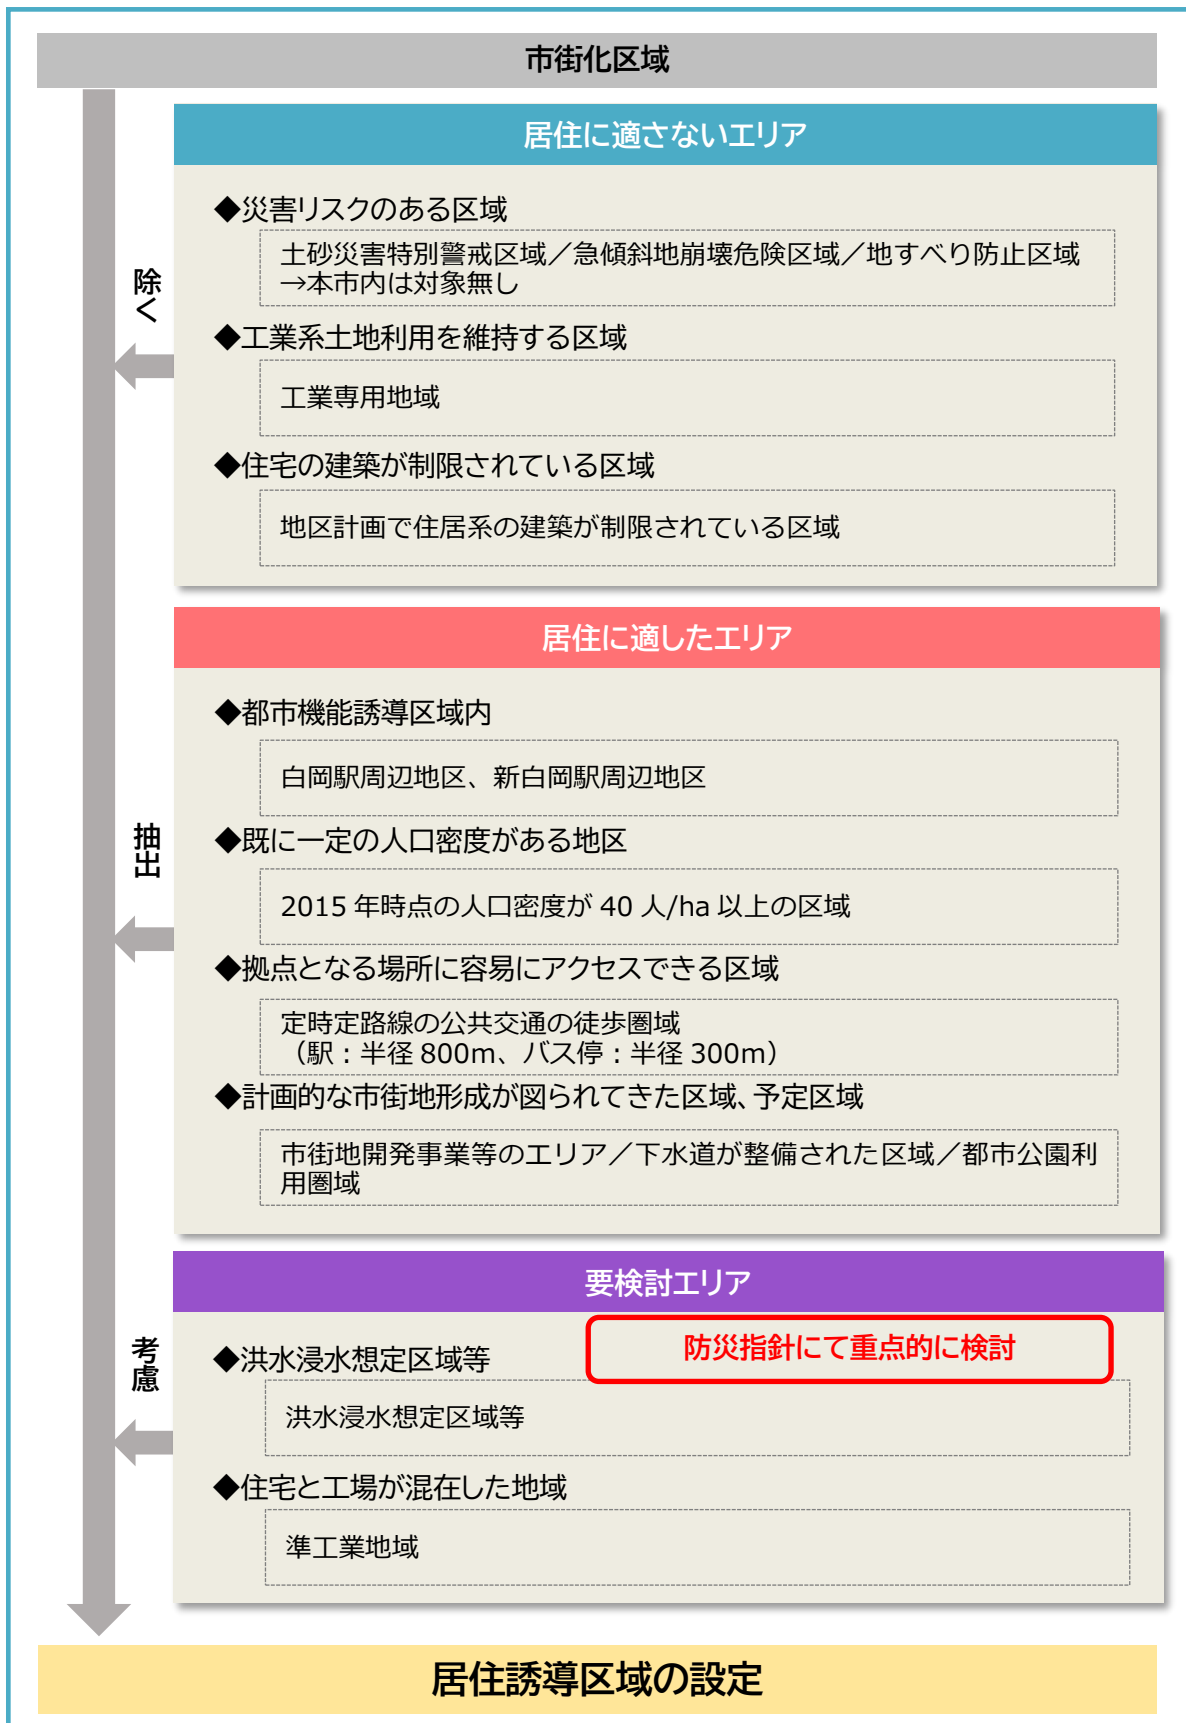 市街化区域
居住に適さないエリア
◆災害リスクのある区域
土砂災害特別警戒区域／急傾斜地崩壊危険区域／地すべり防止区域
→本市内は対象無し
除く
◆工業系土地利用を維持する区域
工業専用地域
◆住宅の建築が制限されている区域
地区計画で住居系の建築が制限されている区域
居住に適したエリア
◆都市機能誘導区域内
白岡駅周辺地区、新白岡駅周辺地区
抽出
◆既に一定の人口密度がある地区
2015 年時点の人口密度が 40 人/ha 以上の区域
◆拠点となる場所に容易にアクセスできる区域
定時定路線の公共交通の徒歩圏域
（駅：半径 800m、バス停：半径 300m）
◆計画的な市街地形成が図られてきた区域、予定区域
市街地開発事業等のエリア／下水道が整備された区域／都市公園利
用圏域
要検討エリア
防災指針にて重点的に検討
考慮
◆洪水浸水想定区域等
洪水浸水想定区域等
◆住宅と工場が混在した地域
準工業地域
居住誘導区域の設定